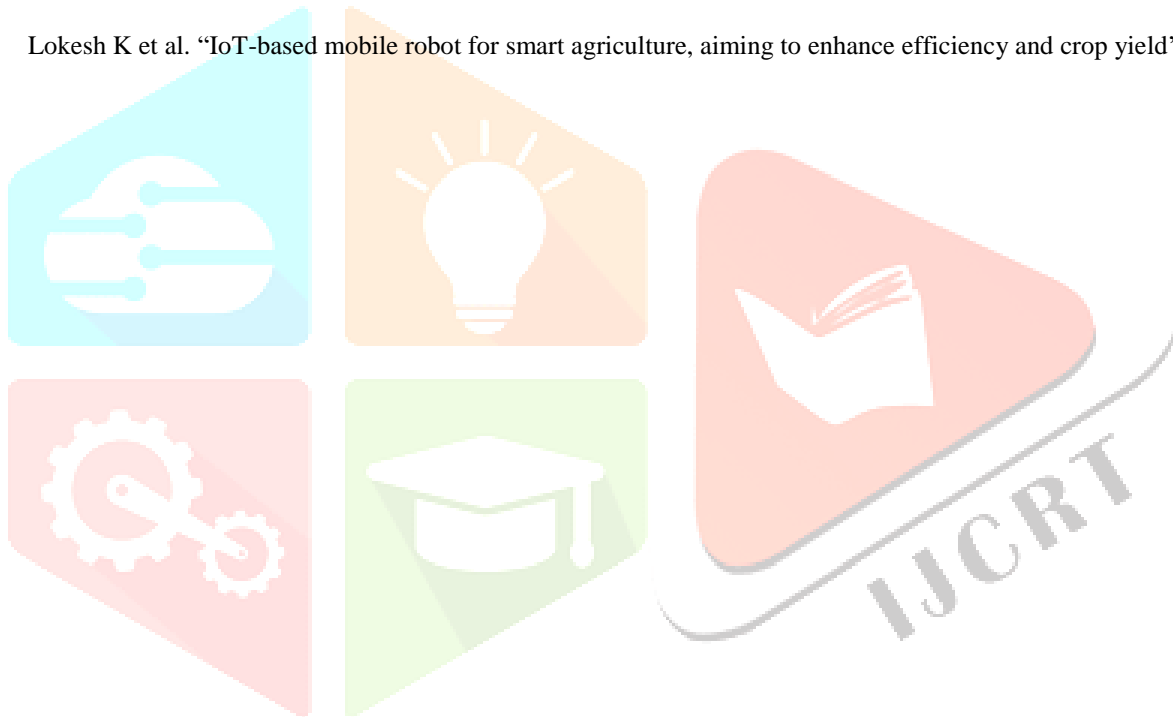 Lokesh K et al. “IoT-based mobile robot for smart agriculture, aiming to enhance efficiency and crop yield”
IJCRT